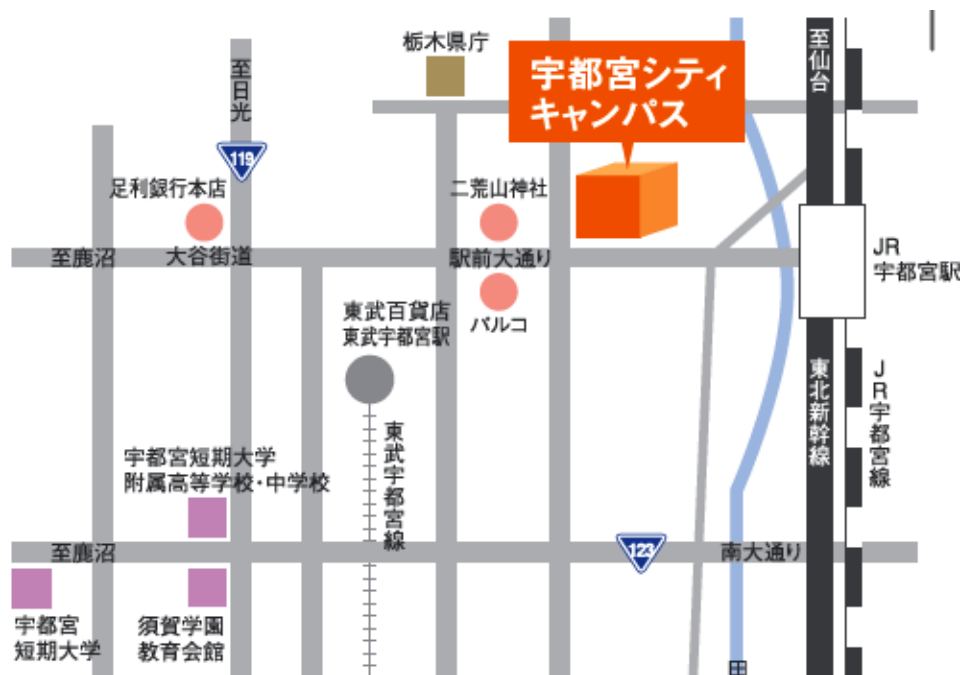 栃木県庁
宇都宮シティ
キャンパス
至仙台
至日光
119
足利銀行本店
二荒山神社
至鹿沼
大谷街道
駅前大通り
JR
宇都宮駅
パルコ
東武百貨店
東武宇都宮駅
東北新幹線
JR宇都宮線
東武宇都宮線
宇都宮短期大学
附属高等学校・中学校
至鹿沼
123
南大通り
宇都宮
短期大学
須賀学園
教育会館